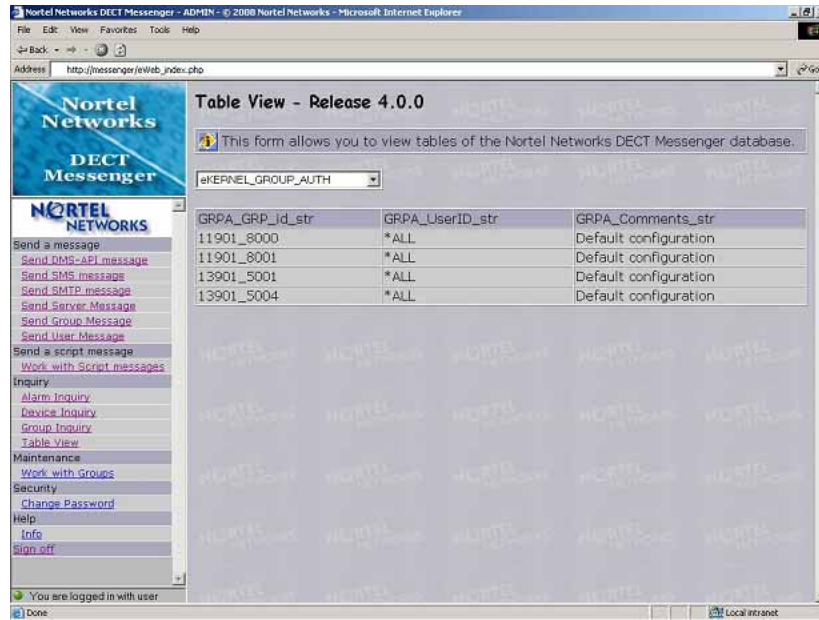 Nortel Networks DECT Messenger - ADMIN - © 2008 Nortel Networks - Microsoft Internet Explorer
File Edit View Favorites Tools Help
Back
Address http://messenger/eWeb_index.php Go
Nortel
Networks
DECT
Messenger
NORTEL
NETWORKS
Send a message
Send DMS-API message
Send SMS message
Send SMTP message
Send Server Message
Send Group Message
Send User Message
Send a script message
Work with Script messages
Inquiry
Alarm Inquiry
Device Inquiry
Group Inquiry
Table View
Maintenance
Work with Groups
Security
Change Password
Help
Info
Sign off
You are logged in with user
Table View - Release 4.0.0
This form allows you to view tables of the Nortel Networks DECT Messenger database.
eKERNEL_GROUP_AUTH
GRPA_GRP_id_str GRPA_UserID_str GRPA_Comments_str
11901_8000 *ALL Default configuration
11901_8001 *ALL Default configuration
13901_5001 *ALL Default configuration
13901_5004 *ALL Default configuration
Done Local intranet